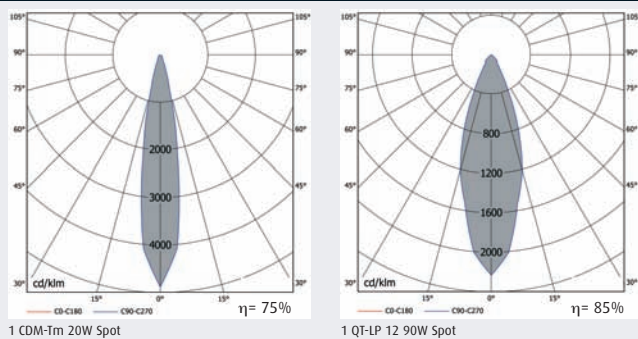 105° 105°
90° 90°
75° 75°
60° 60°
45° 45°
30° 30°
2000
3000
4000
cd/klm
15° 0° 15°
C0-C180 C90-C270
η= 75%
1 CDM-Tm 20W Spot
105° 105°
90° 90°
75° 75°
60° 60°
45° 45°
30° 30°
800
1200
1600
2000
cd/klm
15° 0° 15°
C0-C180 C90-C270
η= 85%
1 QT-LP 12 90W Spot